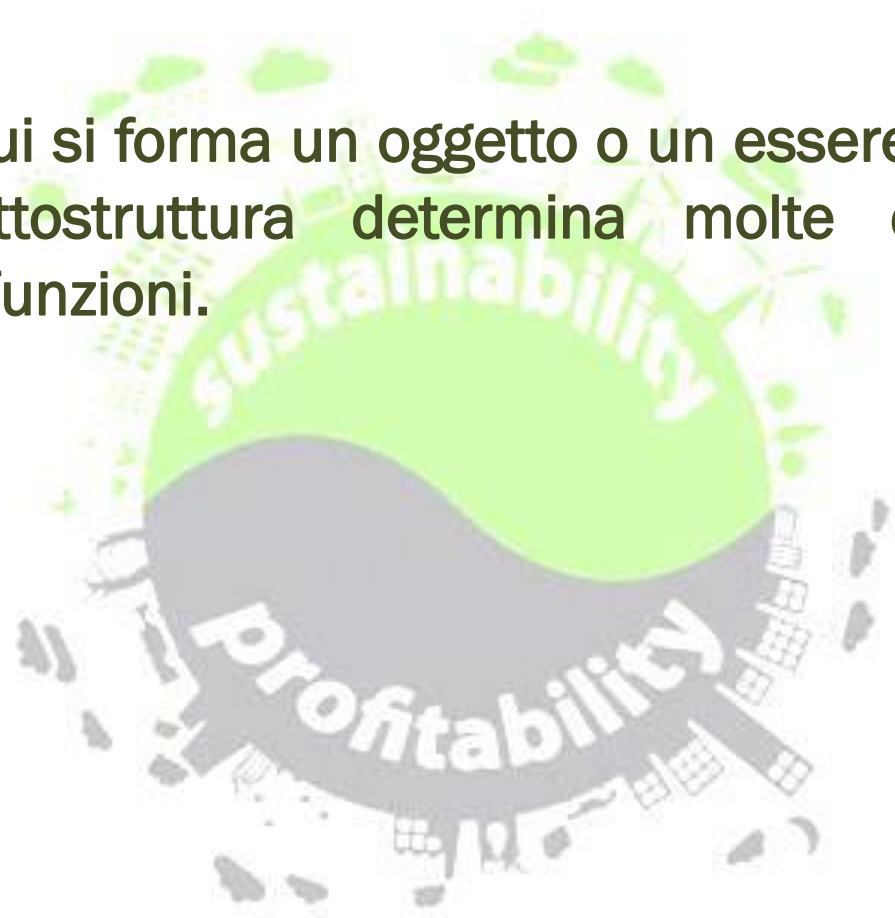 ui si forma un oggetto o un essere
ttostruttura determina molte
funzioni.
sustainability
profitability